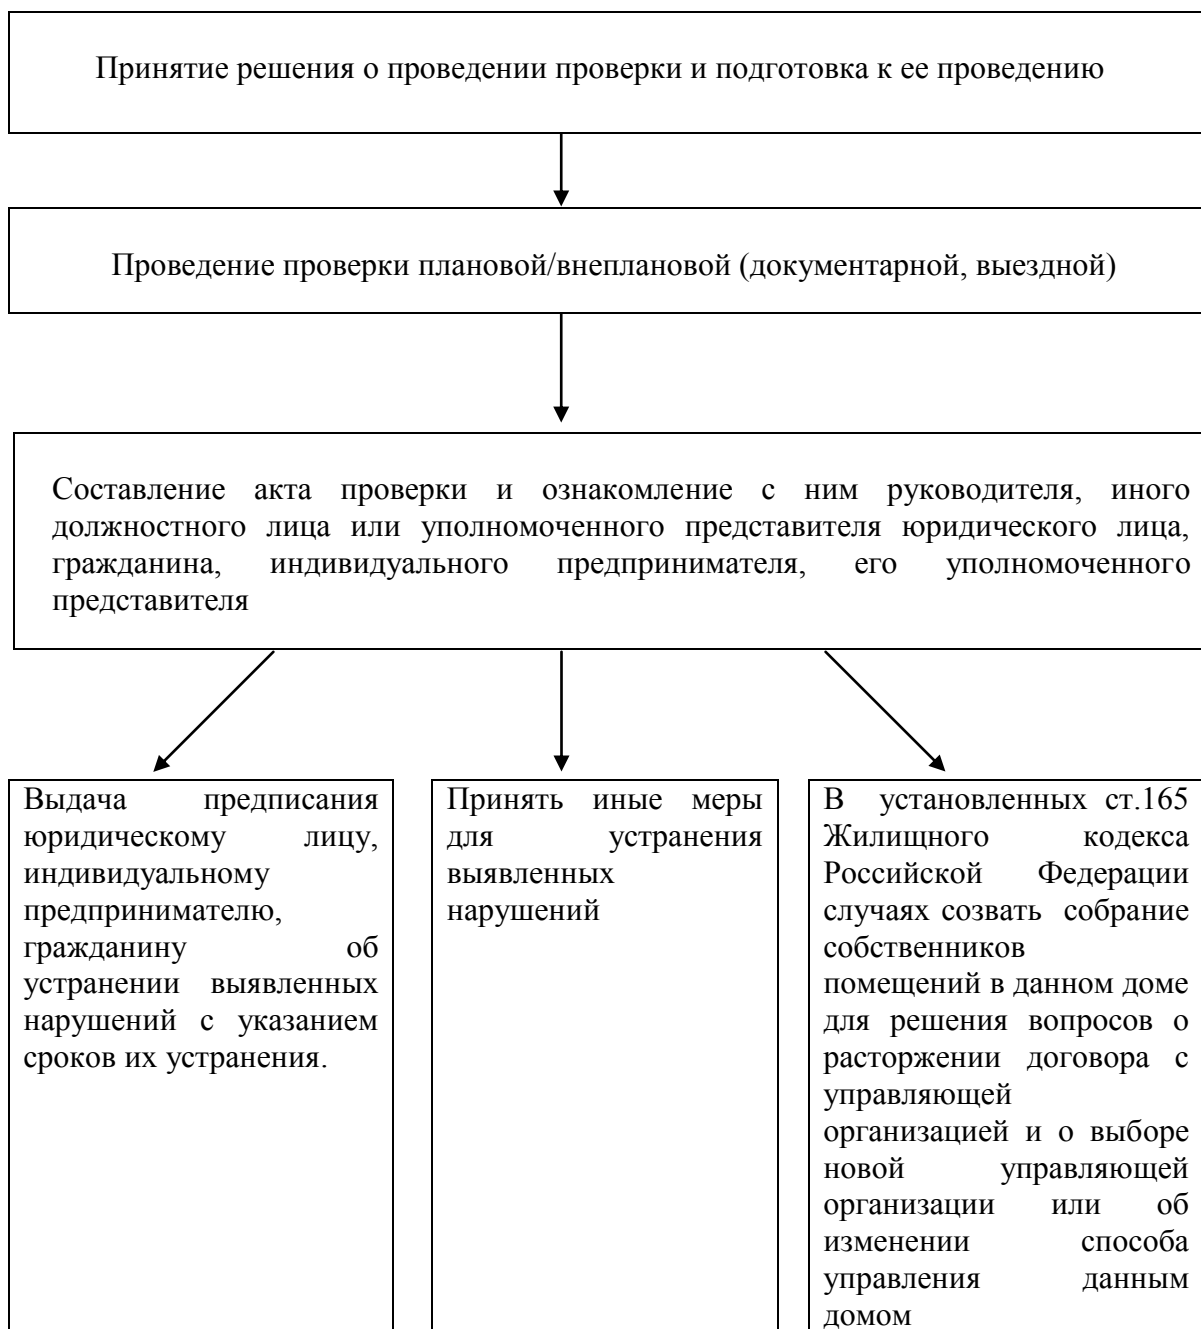 Принятие решения о проведении проверки и подготовка к ее проведению
Проведение проверки плановой/внеплановой (документарной, выездной)
Составление акта проверки и ознакомление с ним руководителя, иного
должностного лица или уполномоченного представителя юридического лица,
гражданина, индивидуального предпринимателя, его уполномоченного
представителя
Выдача предписания
юридическому лицу,
индивидуальному
предпринимателю,
гражданину об
устранении выявленных
нарушений с указанием
сроков их устранения.
Принять иные меры
для устранения
выявленных
нарушений
В установленных ст.165
Жилищного кодекса
Российской Федерации
случаях созвать собрание
собственников
помещений в данном доме
для решения вопросов о
расторжении договора с
управляющей
организацией и о выборе
новой управляющей
организации или об
изменении способа
управления данным
домом